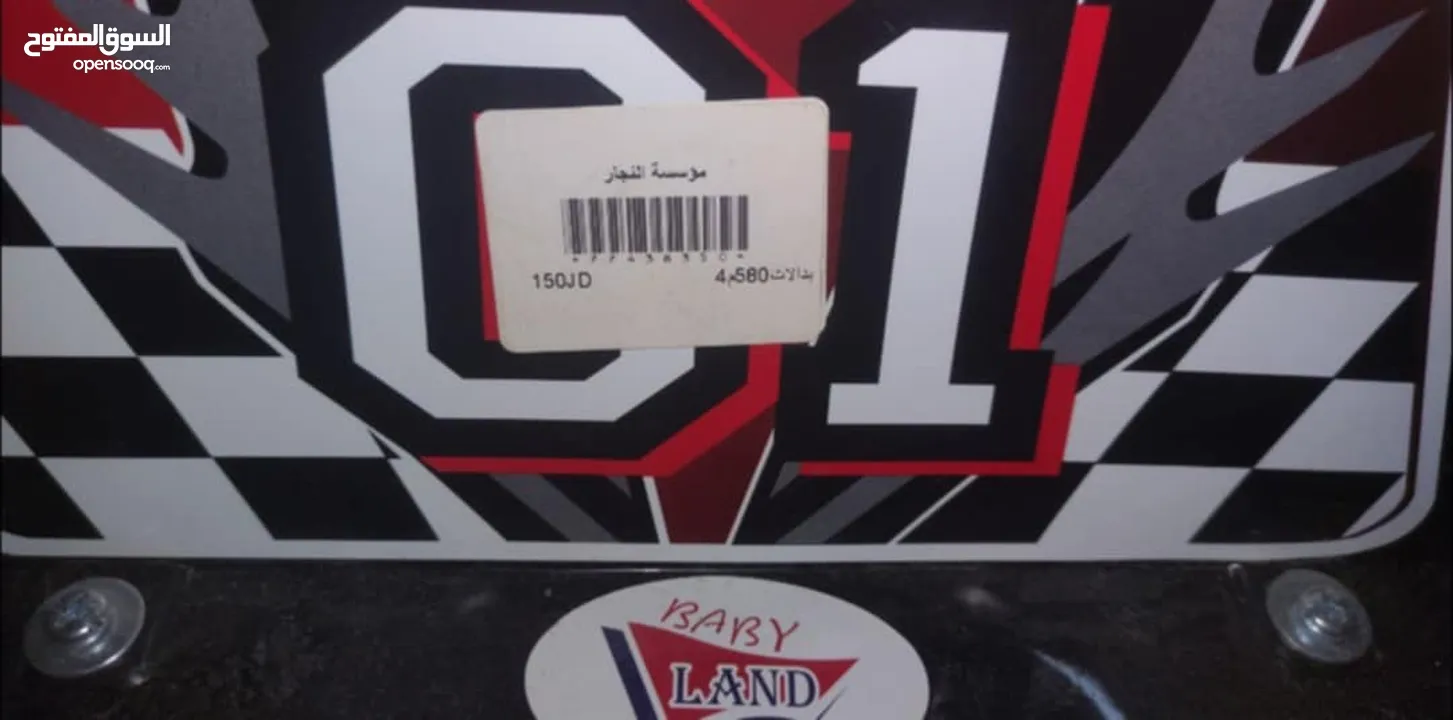 السوق المفتوح
opensooq.com
01
مؤسسة النجار
150JD
بدالات 580م4
BABY
LAND